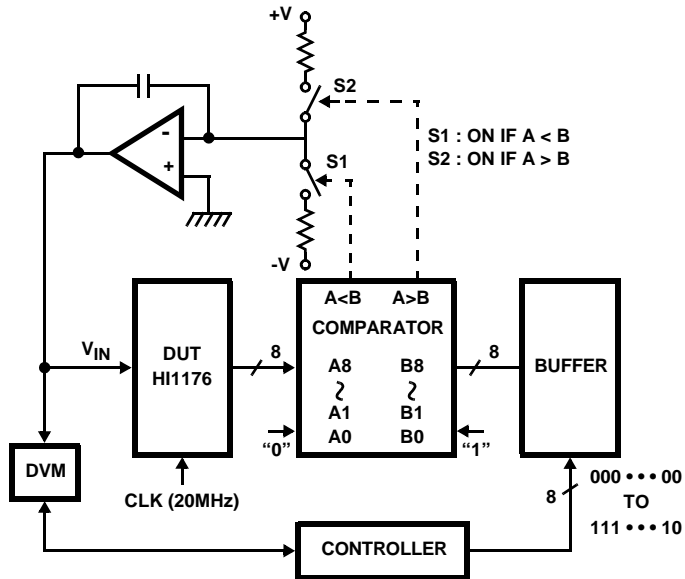 +V
S2
S1 : ON IF A < B
S2 : ON IF A > B
-
+
S1
-V
A<B A>B
COMPARATOR
VIN
DUT
HI1176
8
A8 B8
A1 B1
A0 B0
8
BUFFER
"0"
"1"
DVM
CLK (20MHz)
8
000 • • • 00
TO
111 • • • 10
CONTROLLER